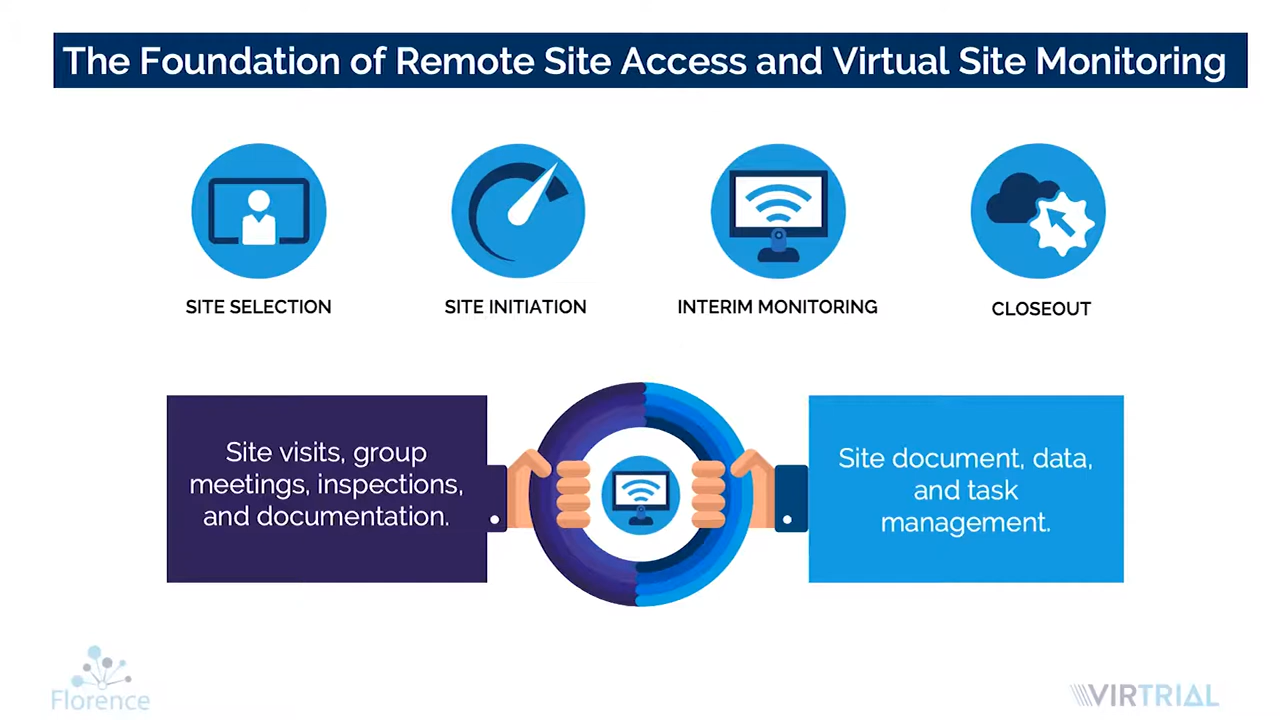 The Foundation of Remote Site Access and Virtual Site Monitoring
SITE SELECTION
SITE INITIATION
INTERIM MONITORING
CLOSEOUT
Site visits, group
meetings, inspections,
and documentation.
Site document, data,
and task
management.
Florence
VIRTRIAL